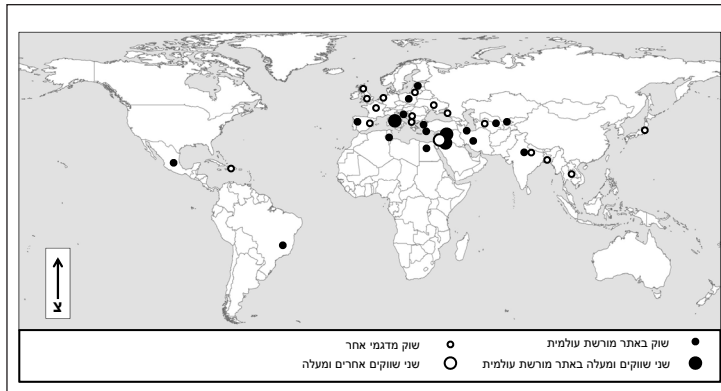 צ
שוק באתר מורשת עולמית
שוק מדגמי אחר
שני שווקים ומעלה באתר מורשת עולמית
שני שווקים אחרים ומעלה